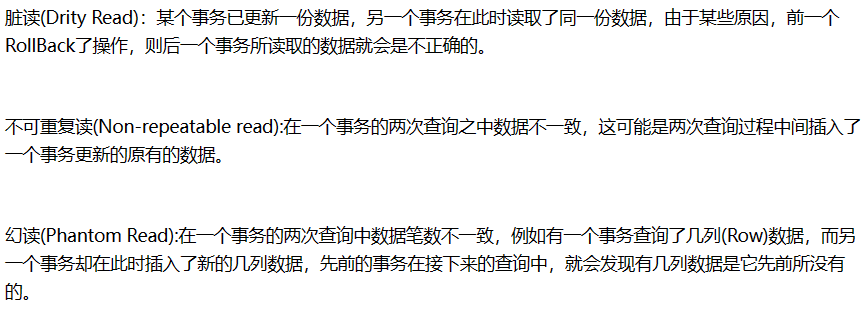 脏读(Drity Read)：某个事务已更新一份数据，另一个事务在此时读取了同一份数据，由于某些原因，前一个
RollBack了操作，则后一个事务所读取的数据就会是不正确的。
不可重复读(Non-repeatable read):在一个事务的两次查询之中数据不一致，这可能是两次查询过程中间插入了
一个事务更新的原有的数据。
幻读(Phantom Read):在一个事务的两次查询中数据笔数不一致，例如有一个事务查询了几列(Row)数据，而另
一个事务却在此时插入了新的几列数据，先前的事务在接下来的查询中，就会发现有几列数据是它先前所没有
的。